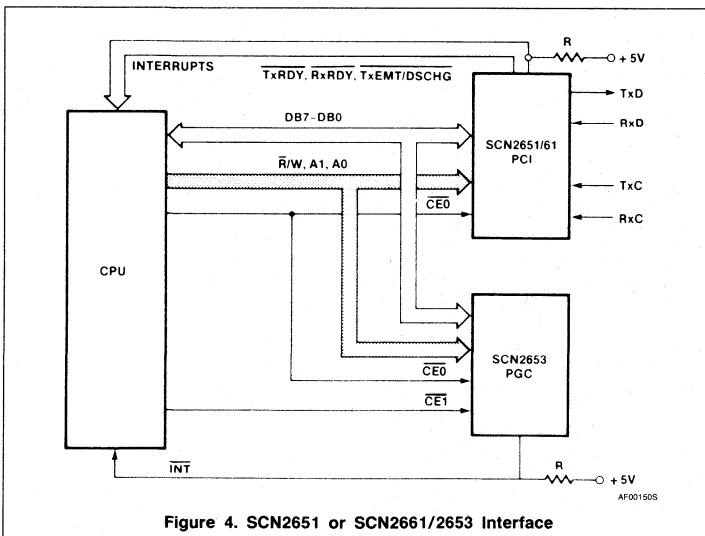 R
+ 5V
INTERRUPTS
TxRDY, RxRDY, TxEMT/DSCHG
TxD
DB7-DB0
RxD
SCN2651/61
PCI
R/W, A1, A0
TxC
CE0
RxC
CPU
SCN2653
PGC
CE0
CE1
INT
R
+ 5V
AF00150S
Figure 4. SCN2651 or SCN2661/2653 Interface